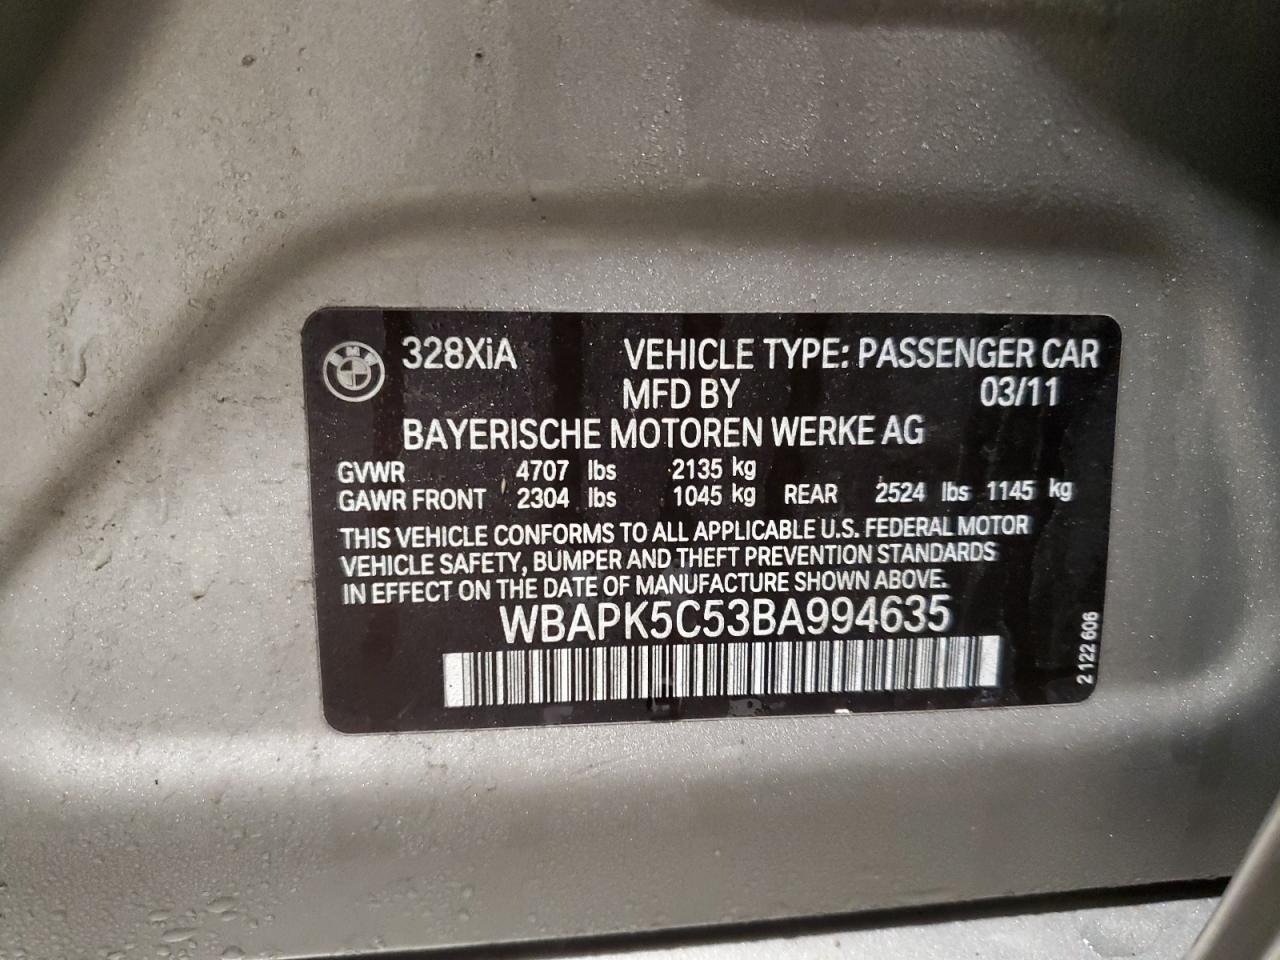 BMW
328XiA VEHICLE TYPE: PASSENGER CAR
MFD BY 03/11
BAYERISCHE MOTOREN WERKE AG
GVWR 4707 lbs 2135 kg
GAWR FRONT 2304 lbs 1045 kg REAR 2524 lbs 1145 kg
THIS VEHICLE CONFORMS TO ALL APPLICABLE U.S. FEDERAL MOTOR
VEHICLE SAFETY, BUMPER AND THEFT PREVENTION STANDARDS
IN EFFECT ON THE DATE OF MANUFACTURE SHOWN ABOVE.
WBAPK5C53BA994635
2 122 606